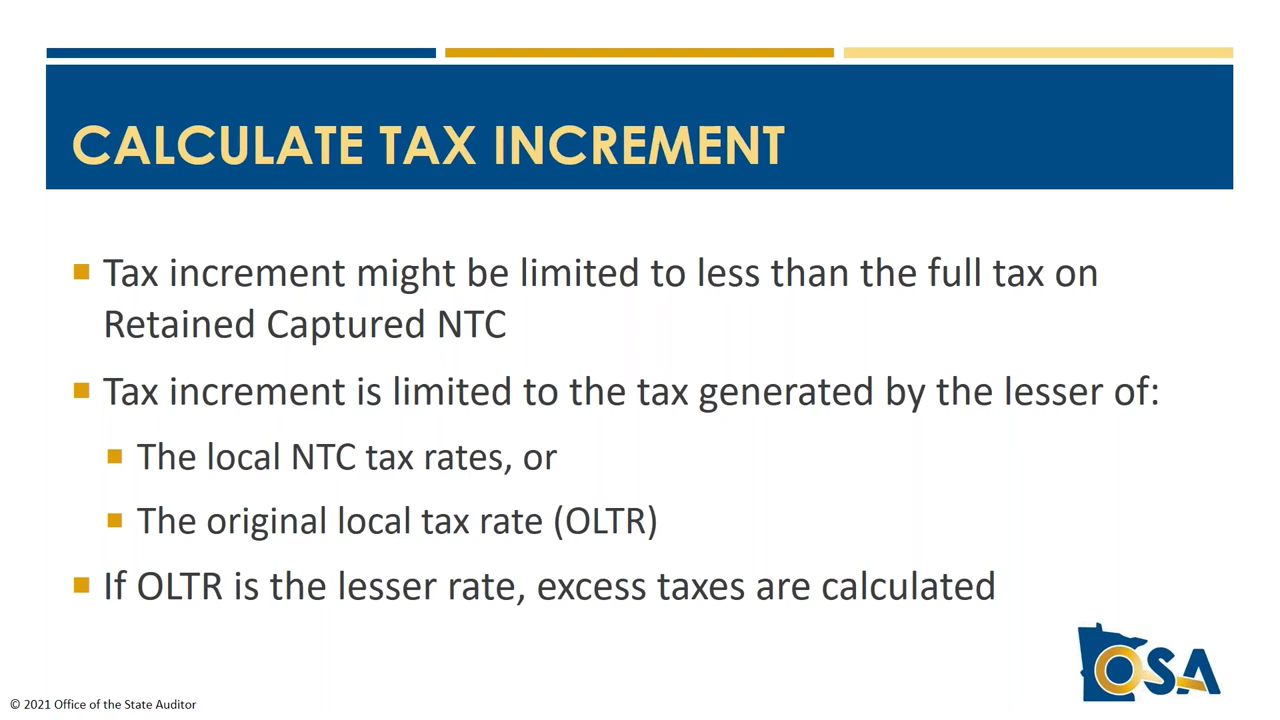 CALCULATE TAX INCREMENT
Tax increment might be limited to less than the full tax on
Retained Captured NTC
Tax increment is limited to the tax generated by the lesser of:
The local NTC tax rates, or
The original local tax rate (OLTR)
If OLTR is the lesser rate, excess taxes are calculated
OSA
© 2021 Office of the State Auditor